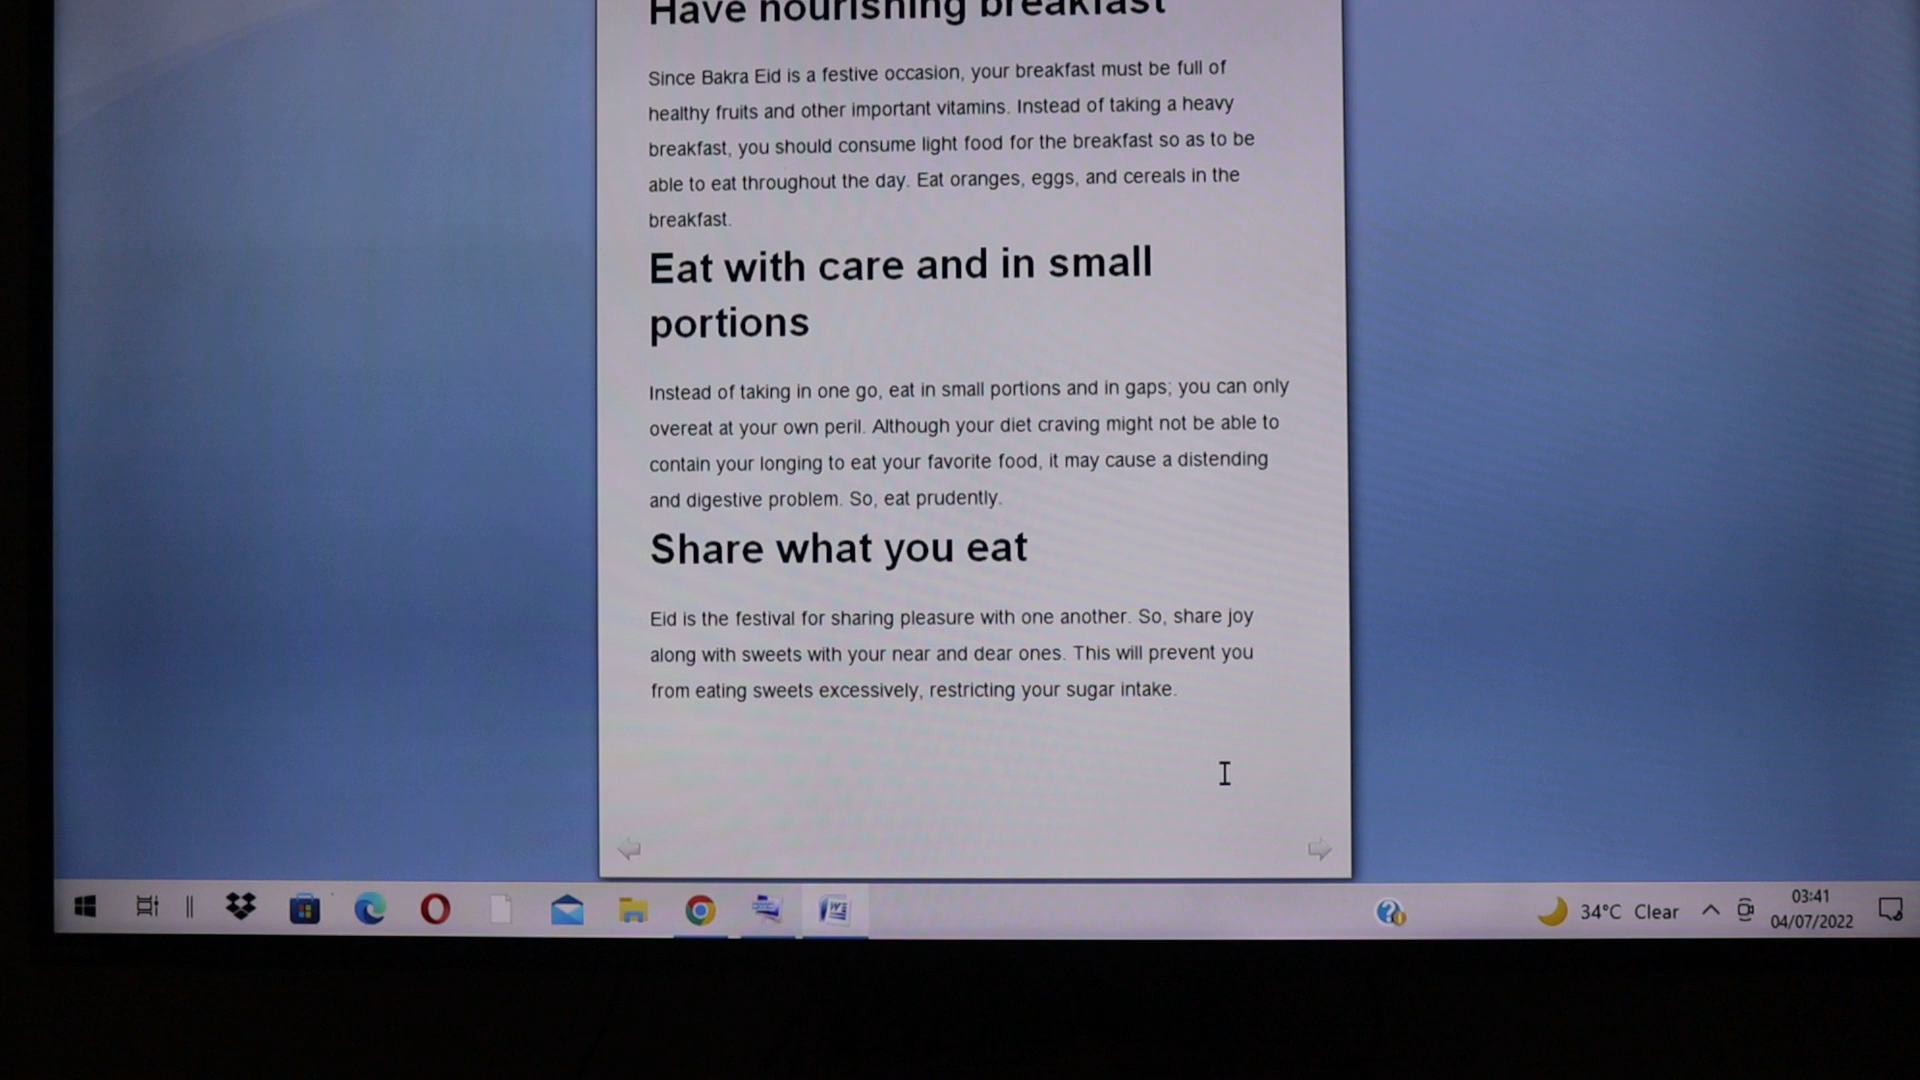 Have nourishing breakfast
Since Bakra Eid is a festive occasion, your breakfast must be full of
healthy fruits and other important vitamins. Instead of taking a heavy
breakfast, you should consume light food for the breakfast so as to be
able to eat throughout the day. Eat oranges, eggs, and cereals in the
breakfast.
Eat with care and in small
portions
Instead of taking in one go, eat in small portions and in gaps; you can only
overeat at your own peril. Although your diet craving might not be able to
contain your longing to eat your favorite food, it may cause a distending
and digestive problem. So, eat prudently.
Share what you eat
Eid is the festival for sharing pleasure with one another. So, share joy
along with sweets with your near and dear ones. This will prevent you
from eating sweets excessively, restricting your sugar intake.
34°C Clear
03:41
04/07/2022